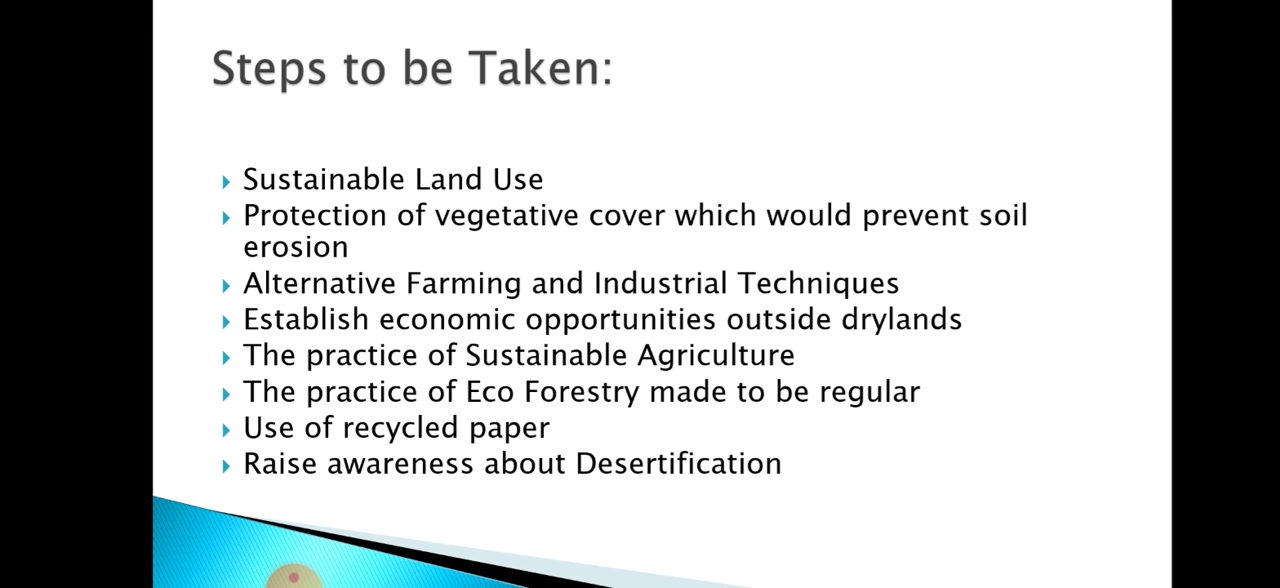 Steps to be Taken:
Sustainable Land Use
Protection of vegetative cover which would prevent soil
erosion
Alternative Farming and Industrial Techniques
Establish economic opportunities outside drylands
The practice of Sustainable Agriculture
The practice of Eco Forestry made to be regular
Use of recycled paper
Raise awareness about Desertification